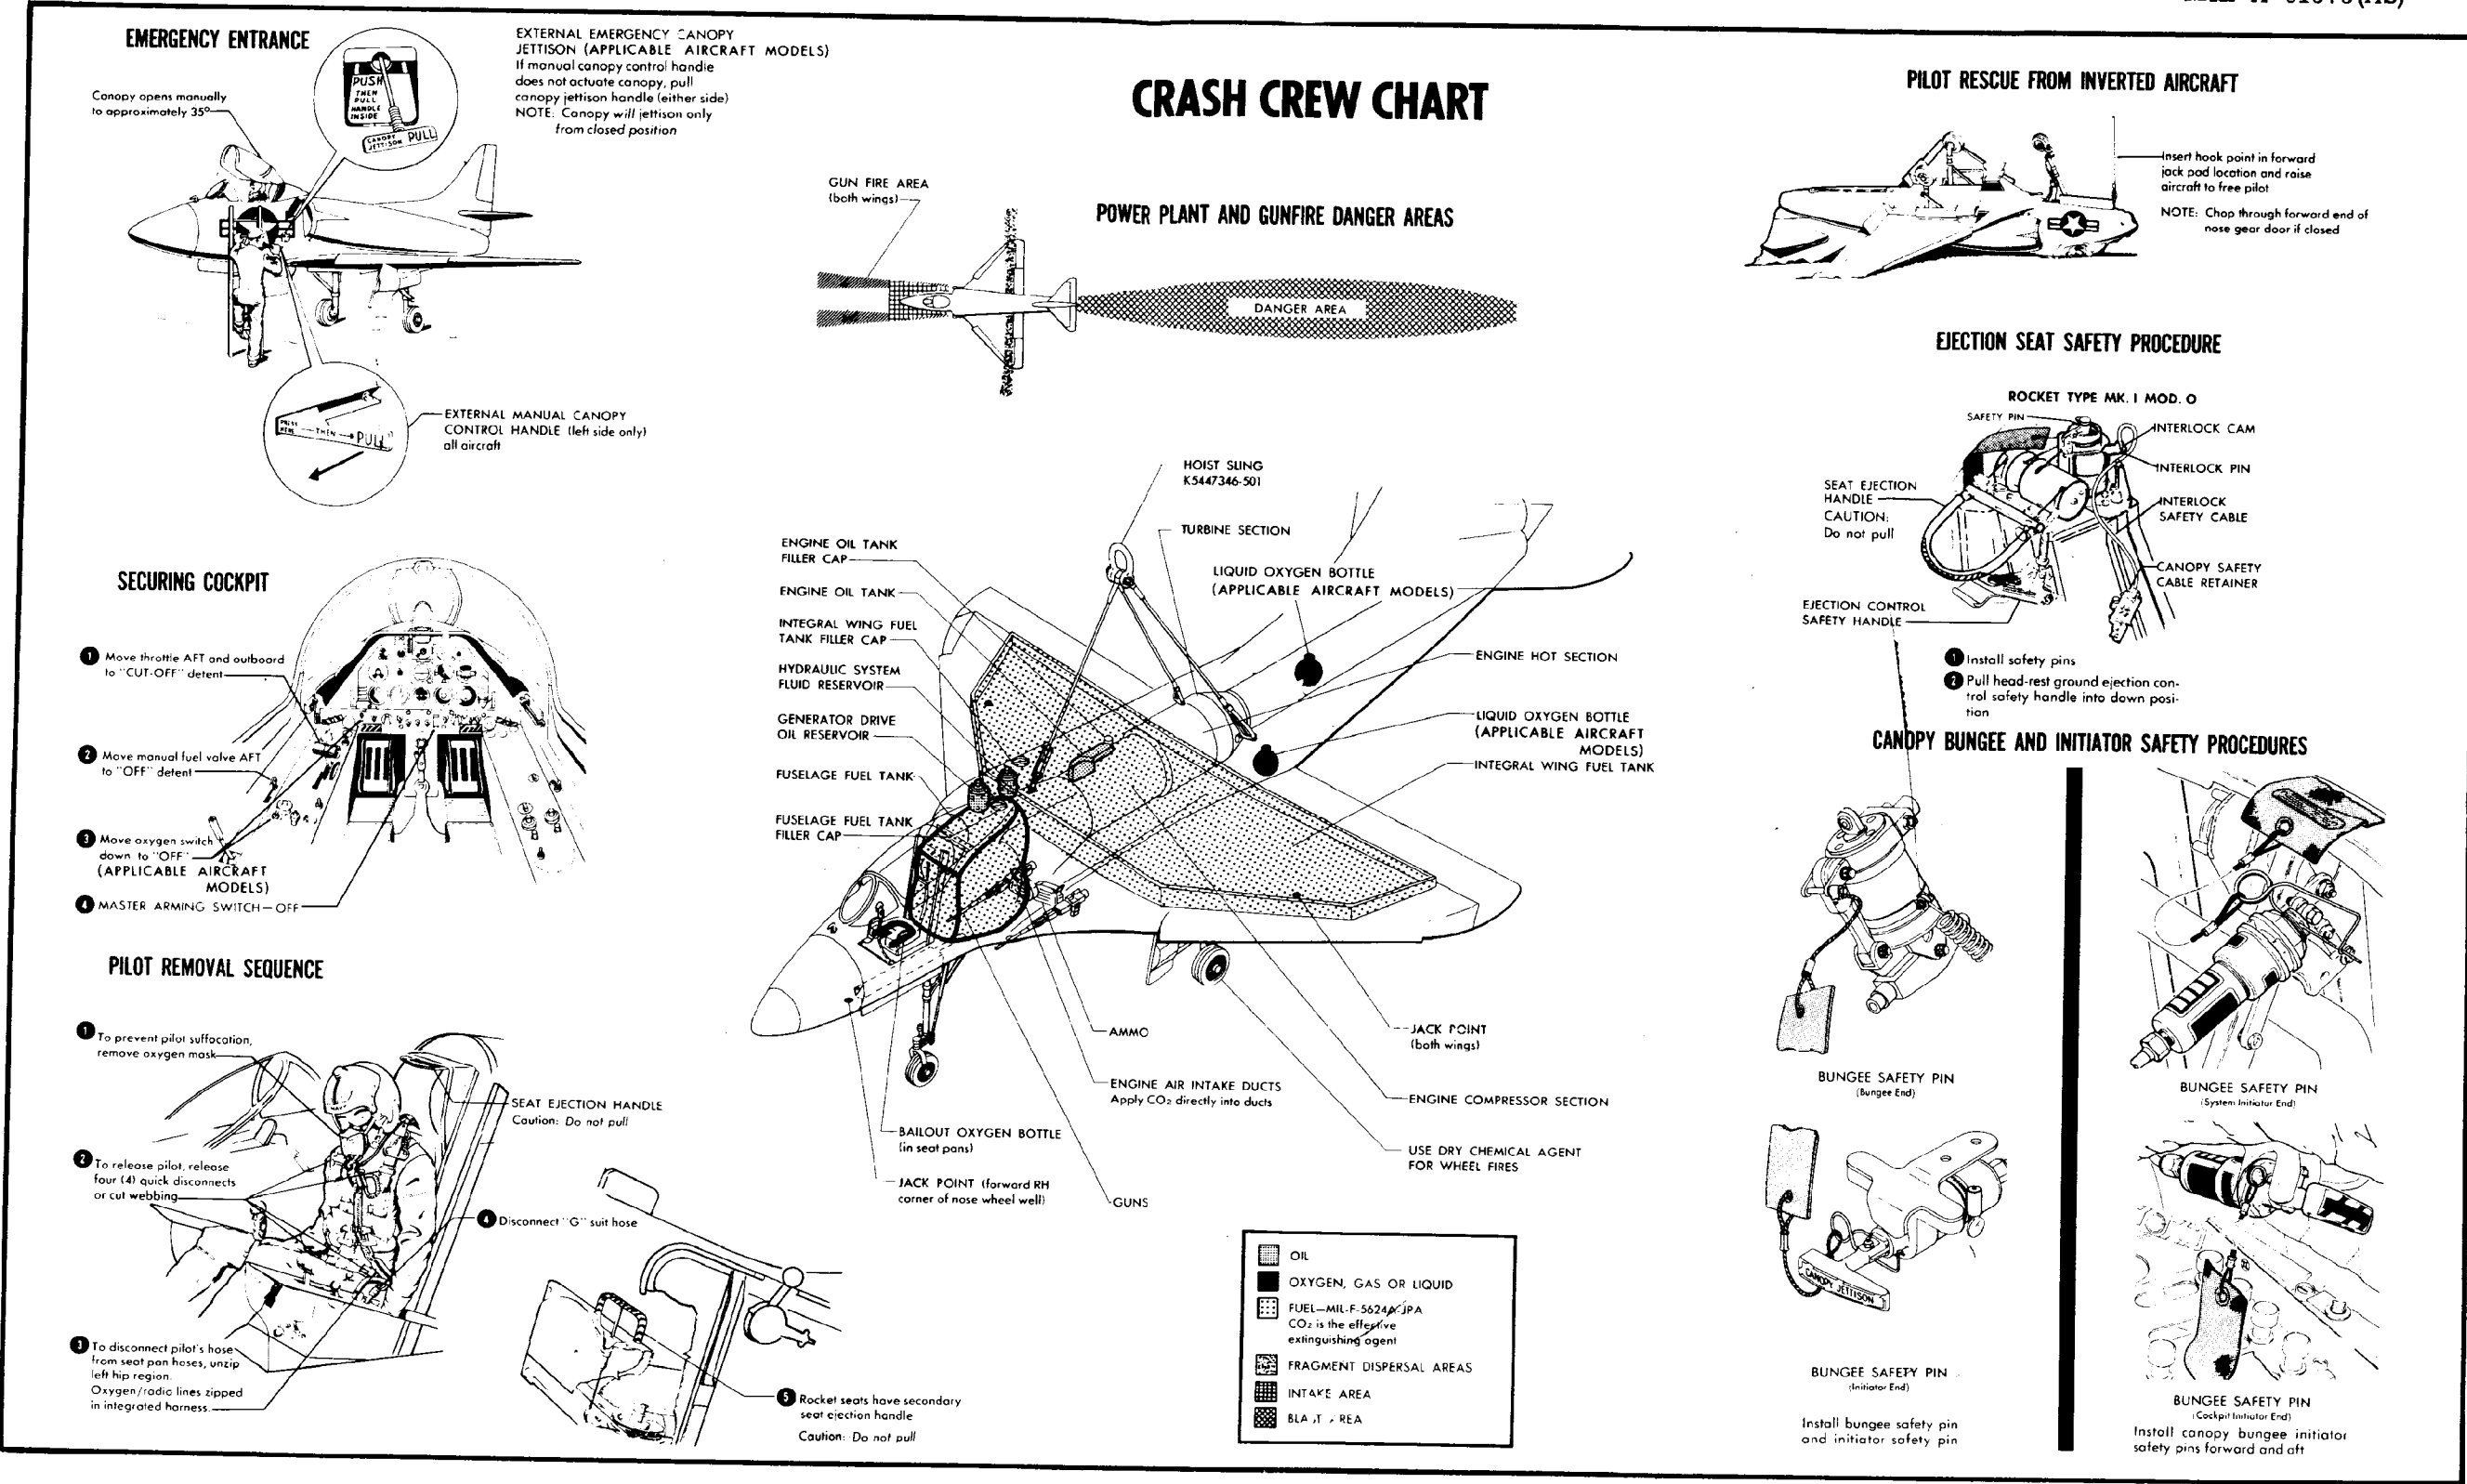 EMERGENCY ENTRANCE
Canopy opens manually
to approximately 35°
PUSH
THEN
PULL
HANDLE
INSIDE
CANOPY
JETTISON
PULL
EXTERNAL EMERGENCY CANOPY
JETTISON (APPLICABLE AIRCRAFT MODELS)
If manual canopy control handle
does not actuate canopy, pull
canopy jettison handle (either side)
NOTE: Canopy will jettison only
from closed position
PRESS
HERE
THEN
PULL
EXTERNAL MANUAL CANOPY
CONTROL HANDLE (left side only)
all aircraft
SECURING COCKPIT
1 Move throttle AFT and outboard
to "CUT-OFF" detent
2 Move manual fuel valve AFT
to "OFF" detent
3 Move oxygen switch
down to "OFF"
(APPLICABLE AIRCRAFT
MODELS)
4 MASTER ARMING SWITCH—OFF
PILOT REMOVAL SEQUENCE
1 To prevent pilot suffocation,
remove oxygen mask
SEAT EJECTION HANDLE
Caution: Do not pull
2 To release pilot, release
four (4) quick disconnects
or cut webbing
4 Disconnect "G" suit hose
3 To disconnect pilot's hose
from seat pan hoses, unzip
left hip region.
Oxygen/radio lines zipped
in integrated harness.
5 Rocket seats have secondary
seat ejection handle
Caution: Do not pull
CRASH CREW CHART
POWER PLANT AND GUNFIRE DANGER AREAS
GUN FIRE AREA
(both wings)
DANGER AREA
HOIST SLING
K5447346-501
TURBINE SECTION
LIQUID OXYGEN BOTTLE
(APPLICABLE AIRCRAFT MODELS)
ENGINE OIL TANK
FILLER CAP
ENGINE OIL TANK
INTEGRAL WING FUEL
TANK FILLER CAP
HYDRAULIC SYSTEM
FLUID RESERVOIR
GENERATOR DRIVE
OIL RESERVOIR
FUSELAGE FUEL TANK
FUSELAGE FUEL TANK
FILLER CAP
ENGINE HOT SECTION
LIQUID OXYGEN BOTTLE
(APPLICABLE AIRCRAFT
MODELS)
INTEGRAL WING FUEL TANK
AMMO
JACK POINT
(both wings)
ENGINE AIR INTAKE DUCTS
Apply CO₂ directly into ducts
ENGINE COMPRESSOR SECTION
BAILOUT OXYGEN BOTTLE
(in seat pans)
USE DRY CHEMICAL AGENT
FOR WHEEL FIRES
JACK POINT (forward RH
corner of nose wheel well)
GUNS
OIL
OXYGEN, GAS OR LIQUID
FUEL—MIL-F-5624A-JPA
CO₂ is the effective
extinguishing agent
FRAGMENT DISPERSAL AREAS
INTAKE AREA
PILOT RESCUE FROM INVERTED AIRCRAFT
Insert hook point in forward
jack pad location and raise
aircraft to free pilot
NOTE: Chop through forward end of
nose gear door if closed
EJECTION SEAT SAFETY PROCEDURE
ROCKET TYPE MK. I MOD. O
SAFETY PIN
INTERLOCK CAM
INTERLOCK PIN
SEAT EJECTION
HANDLE
CAUTION:
Do not pull
INTERLOCK
SAFETY CABLE
CANOPY SAFETY
CABLE RETAINER
EJECTION CONTROL
SAFETY HANDLE
1 Install safety pins
2 Pull head-rest ground ejection con-
trol safety handle into down posi-
tion
CANOPY BUNGEE AND INITIATOR SAFETY PROCEDURES
BUNGEE SAFETY PIN
(Bungee End)
BUNGEE SAFETY PIN
(System Initiator End)
CANOPY JETTISON
BUNGEE SAFETY PIN
(Initiator End)
Install bungee safety pin
and initiator safety pin
BUNGEE SAFETY PIN
(Cockpit Initiator End)
Install canopy bungee initiator
safety pins forward and aft